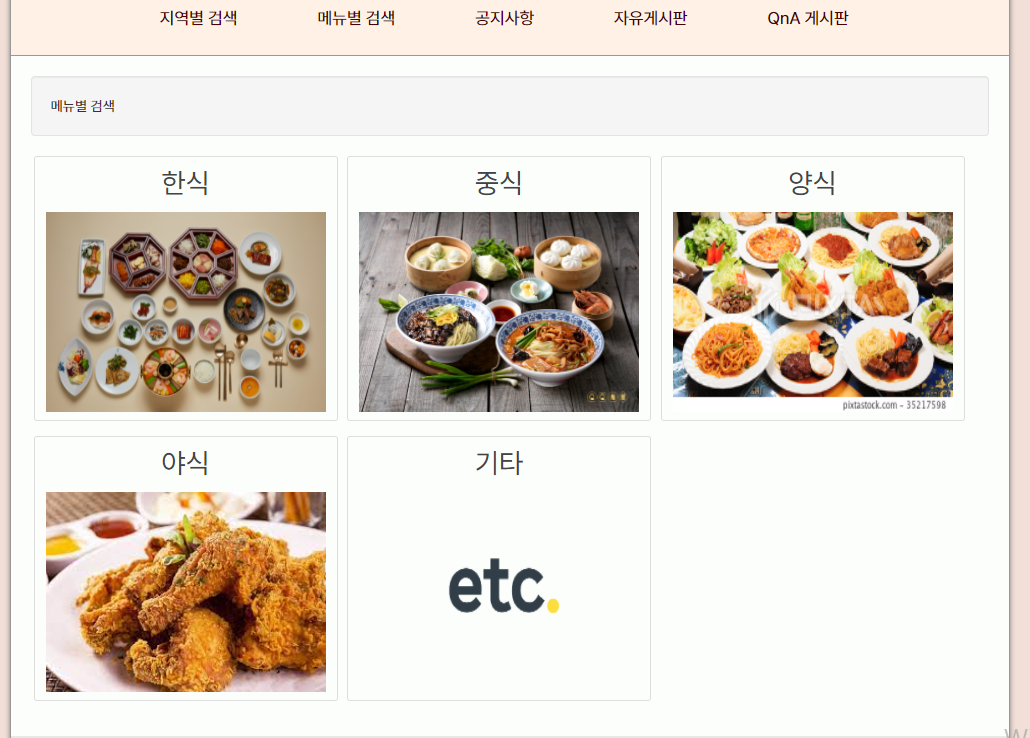 지역별 검색 메뉴별 검색 공지사항 자유게시판 QnA 게시판
메뉴별 검색
한식 중식 양식
pixtastock.com - 35217598
야식 기타
etc.
W